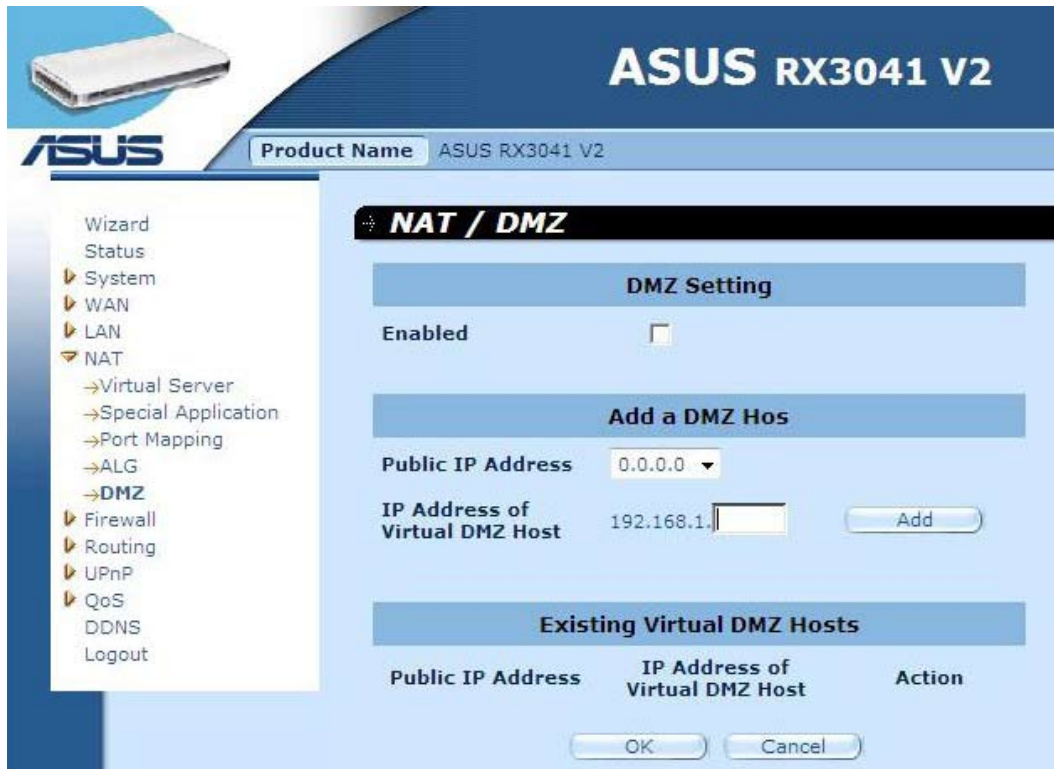 ASUS RX3041 V2
ASUS
Product Name ASUS RX3041 V2
Wizard
Status
System
WAN
LAN
NAT
→Virtual Server
→Special Application
→Port Mapping
→ALG
→DMZ
Firewall
Routing
UPnP
QoS
DDNS
Logout
NAT / DMZ
DMZ Setting
Enabled
Add a DMZ Hos
Public IP Address 0.0.0.0
IP Address of
Virtual DMZ Host 192.168.1. Add
Existing Virtual DMZ Hosts
Public IP Address IP Address of Virtual DMZ Host Action
OK Cancel